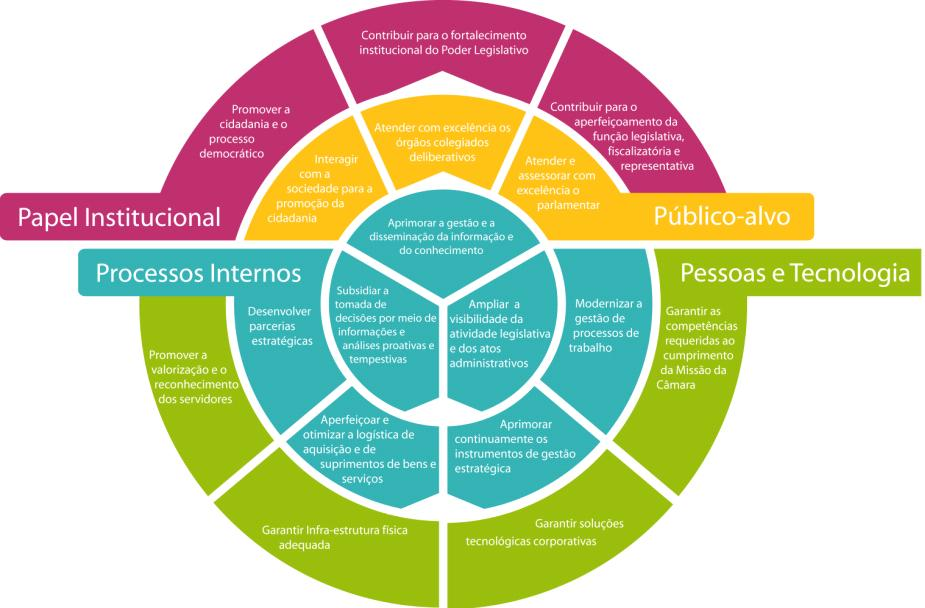 Contribuir para o fortalecimento
institucional do Poder Legislativo
Promover a
cidadania e o
processo
democrático
Contribuir para o
aperfeiçoamento da
função legislativa,
fiscalizatória e
representativa
Atender com excelência os
órgãos colegiados
deliberativos
Interagir
com a
sociedade para a
promoção da
cidadania
Atender e
assessorar com
excelência o
parlamentar
Papel Institucional
Público-alvo
Aprimorar a gestão e a
disseminação da informação e
do conhecimento
Processos Internos
Pessoas e Tecnologia
Desenvolver
parcerias
estratégicas
Subsidiar a
tomada de
decisões por meio de
informações e
análises proativas e
tempestivas
Ampliar a
visibilidade da
atividade legislativa
e dos atos
administrativos
Modernizar a
gestão de
processos de
trabalho
Garantir as
competências
requeridas ao
cumprimento
da Missão da
Câmara
Promover a
valorização e o
reconhecimento
dos servidores
Aperfeiçoar e
otimizar a logística de
aquisição e de
suprimentos de bens e
serviços
Aprimorar
continuamente os
instrumentos de gestão
estratégica
Garantir Infra-estrutura física
adequada
Garantir soluções
tecnológicas corporativas